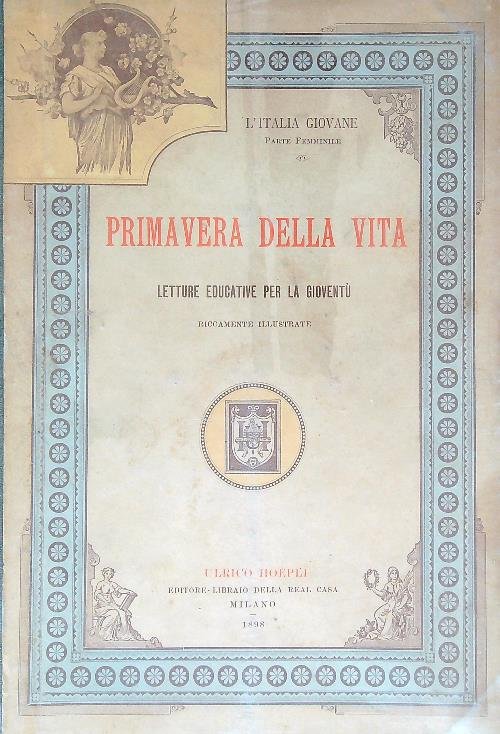 L'ITALIA GIOVANE
PARTE FEMMINILE
PRIMAVERA DELLA VITA
LETTURE EDUCATIVE PER LA GIOVENTÙ
RICCAMENTE ILLUSTRATE
ULRICO HOEPLI
EDITORE-LIBRAIO DELLA REAL CASA
MILANO
1898